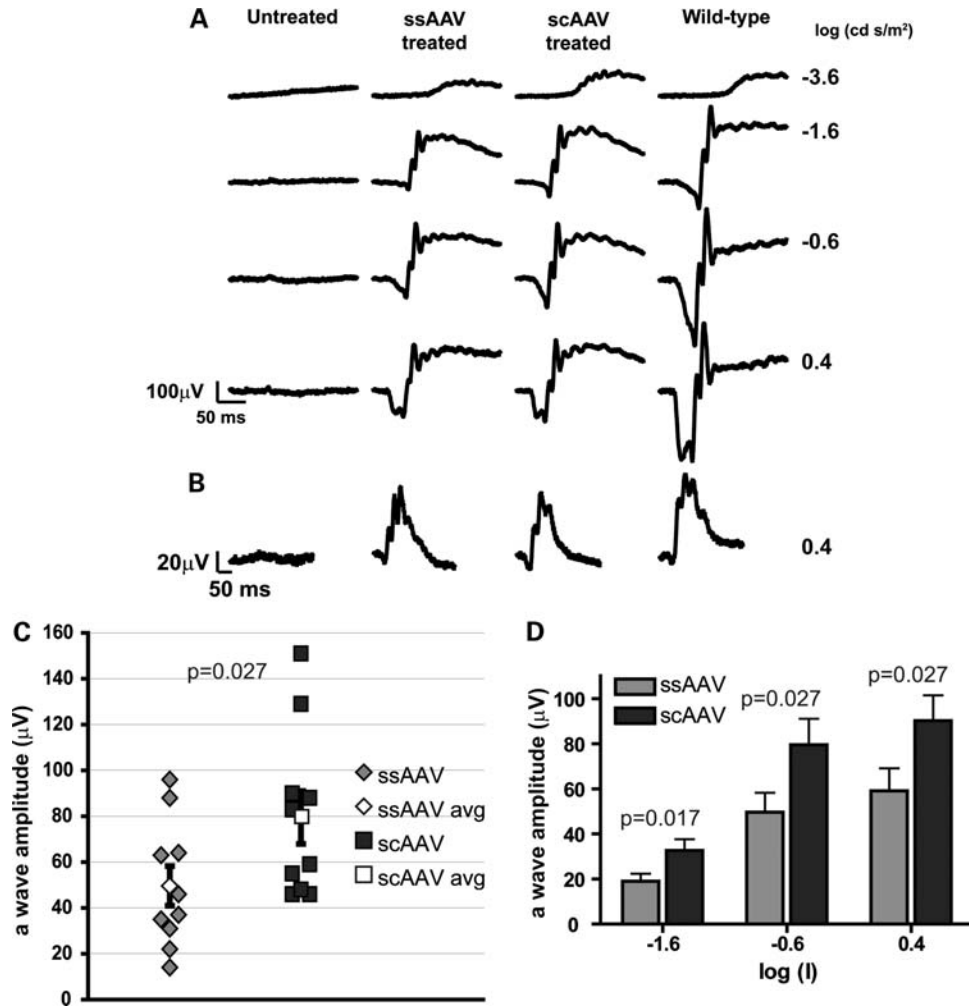 A
Untreated
ssAAV treated
scAAV treated
Wild-type
log (cd s/m²)
-3.6
-1.6
-0.6
0.4
100μV
50 ms
B
0.4
20μV
50 ms
C
160
140
120
100
80
60
40
20
0
a wave amplitude (μV)
p=0.027
ssAAV
ssAAV avg
scAAV
scAAV avg
D
100
80
60
40
20
0
a wave amplitude (μV)
ssAAV
scAAV
p=0.017
p=0.027
p=0.027
-1.6
-0.6
0.4
log (I)